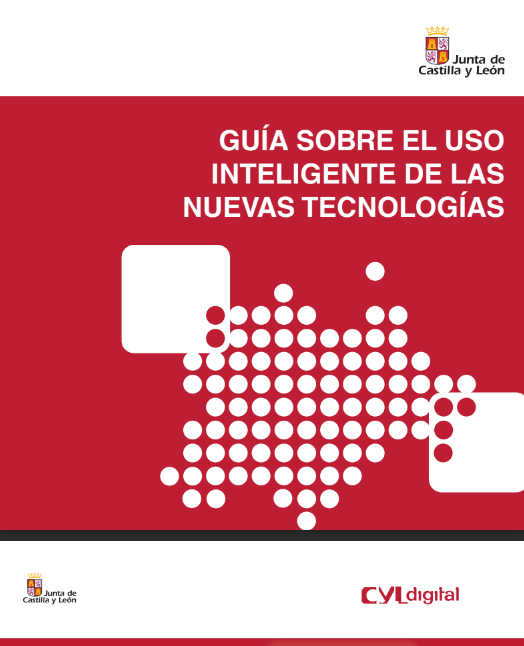 Junta de
Castilla y León
GUÍA SOBRE EL USO
INTELIGENTE DE LAS
NUEVAS TECNOLOGÍAS
Junta de
Castilla y León
CYLdigital